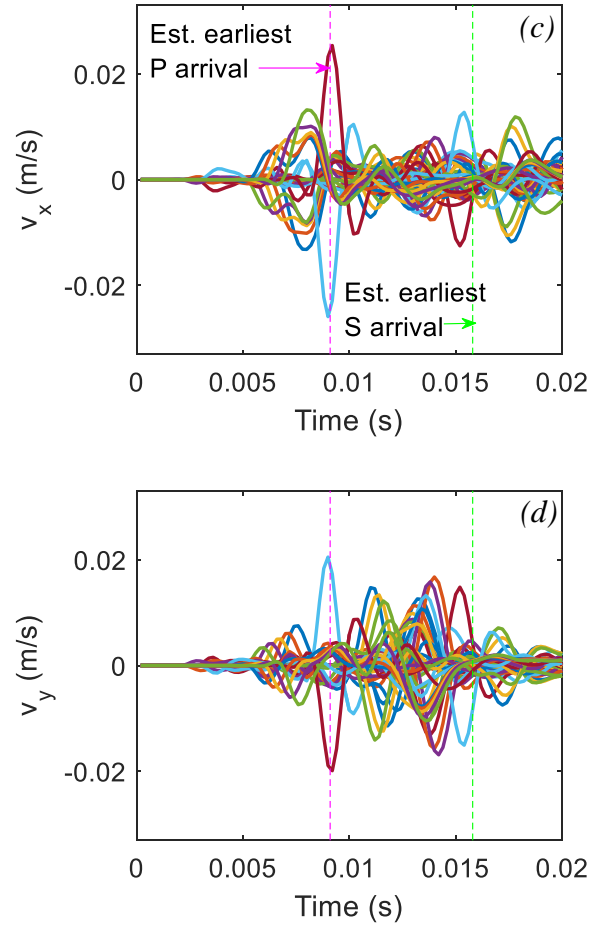 (c)
Est. earliest
P arrival
0.02
0
-0.02
v_x (m/s)
Est. earliest
S arrival
0 0.005 0.01 0.015 0.02
Time (s)
(d)
0.02
0
-0.02
v_y (m/s)
0 0.005 0.01 0.015 0.02
Time (s)